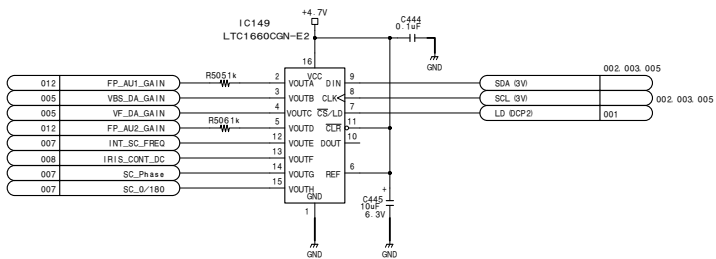 +4.7V
IC149
LTC1660CGN-E2
C444
0.1uF
GND
16
VCC
002. 003. 005
012 FP_AU1_GAIN R505 1k 2 VOUTA DIN 9 SDA (3V)
005 VBS_DA_GAIN 3 VOUTB CLK 8 SCL (3V) 002. 003. 005
005 VF_DA_GAIN 4 VOUTC CS/LD 7 LD (DCP2) 001
012 FP_AU2_GAIN R506 1k 5 VOUTD CLR 11
007 INT_SC_FREQ 12 VOUTE DOUT 10
008 IRIS_CONT_DC 13 VOUTF
007 SC_Phase 14 VOUTG REF 6
007 SC_0/180 15 VOUTH
GND
1
+
C445
10uF
6.3V
GND
GND